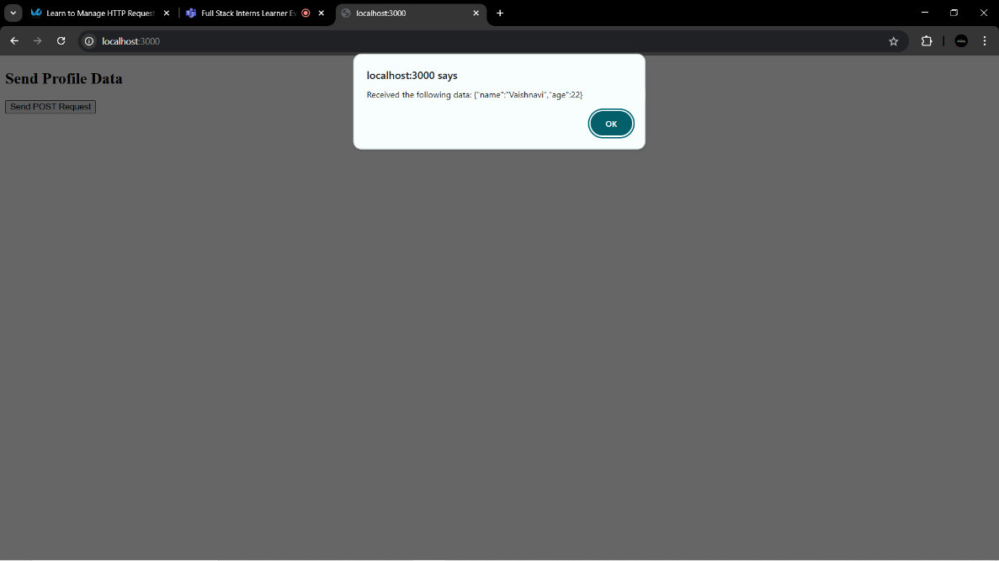 Learn to Manage HTTP Request
Full Stack Interns Learner Ev
localhost:3000
localhost:3000
localhost:3000 says
Received the following data: {"name":"Vaishnavi","age":22}
OK
Send Profile Data
Send POST Request